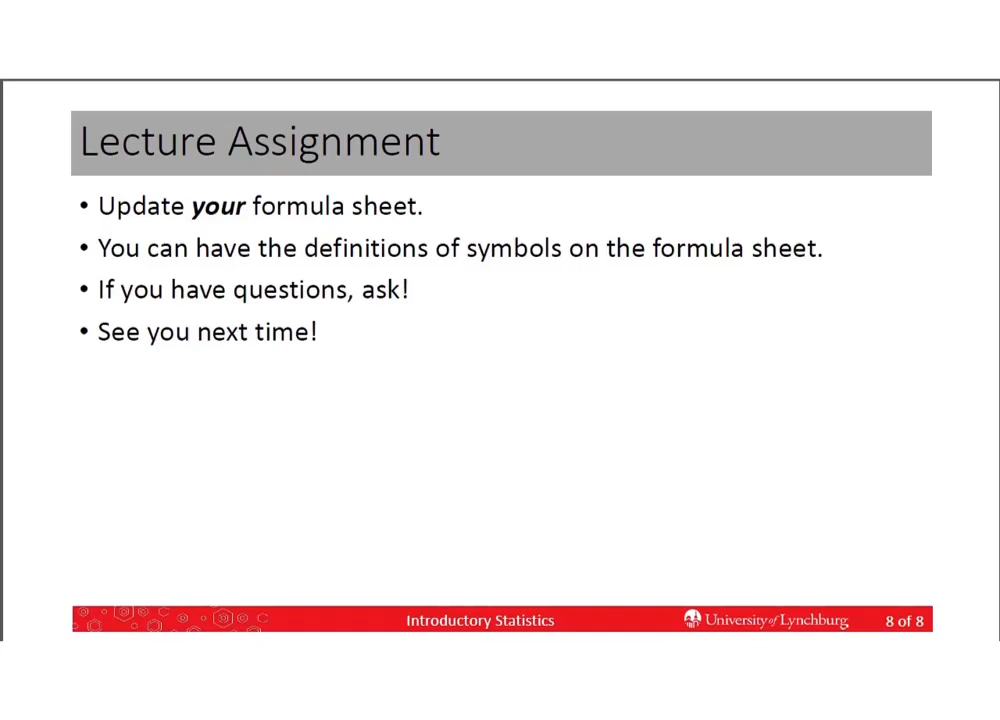 Lecture Assignment
• Update your formula sheet.
• You can have the definitions of symbols on the formula sheet.
• If you have questions, ask!
• See you next time!
Introductory Statistics
University of Lynchburg
8 of 8